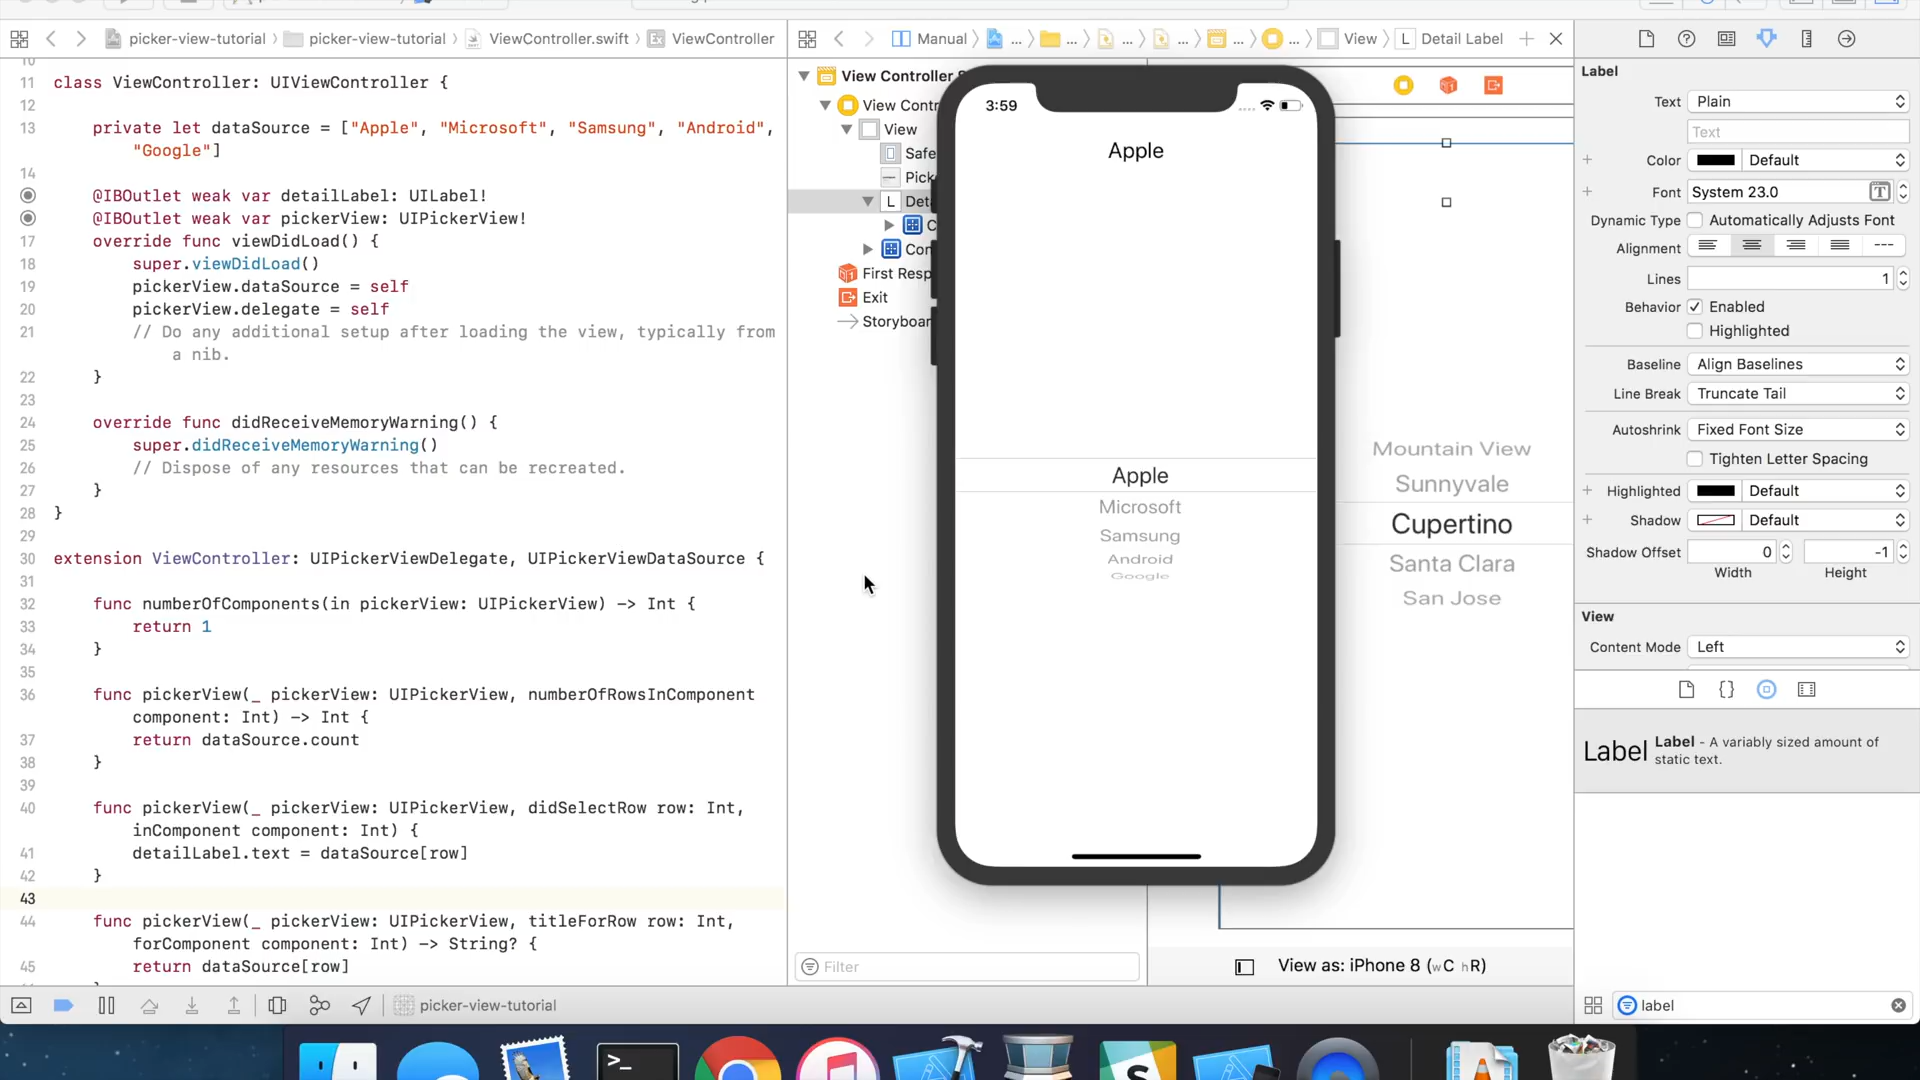 picker-view-tutorial
picker-view-tutorial
ViewController.swift
ViewController
Manual
...
...
...
...
...
...
View
L Detail Label
10
11 class ViewController: UIViewController {
12
13 private let dataSource = ["Apple", "Microsoft", "Samsung", "Android",
"Google"]
14
@IBOutlet weak var detailLabel: UILabel!
@IBOutlet weak var pickerView: UIPickerView!
17 override func viewDidLoad() {
18 super.viewDidLoad()
19 pickerView.dataSource = self
20 pickerView.delegate = self
21 // Do any additional setup after loading the view, typically from
a nib.
22 }
23
24 override func didReceiveMemoryWarning() {
25 super.didReceiveMemoryWarning()
26 // Dispose of any resources that can be recreated.
27 }
28 }
29
30 extension ViewController: UIPickerViewDelegate, UIPickerViewDataSource {
31
32 func numberOfComponents(in pickerView: UIPickerView) -> Int {
33 return 1
34 }
35
36 func pickerView(_ pickerView: UIPickerView, numberOfRowsInComponent
component: Int) -> Int {
37 return dataSource.count
38 }
39
40 func pickerView(_ pickerView: UIPickerView, didSelectRow row: Int,
inComponent component: Int) {
41 detailLabel.text = dataSource[row]
42 }
43
44 func pickerView(_ pickerView: UIPickerView, titleForRow row: Int,
forComponent component: Int) -> String? {
45 return dataSource[row]
View Controller S
View Contr
View
Safe
Pick
L Deta
C
Con
First Resp
Exit
Storyboar
Filter
3:59
Apple
Apple
Microsoft
Samsung
Android
Google
Mountain View
Sunnyvale
Cupertino
Santa Clara
San Jose
View as: iPhone 8 (wC hR)
Label
Text Plain
Text
Color Default
Font System 23.0 T
Dynamic Type Automatically Adjusts Font
Alignment
Lines 1
Behavior Enabled
Highlighted
Baseline Align Baselines
Line Break Truncate Tail
Autoshrink Fixed Font Size
Tighten Letter Spacing
Highlighted Default
Shadow Default
Shadow Offset 0 -1
Width Height
View
Content Mode Left
Label Label - A variably sized amount of
static text.
label
picker-view-tutorial
>_
S